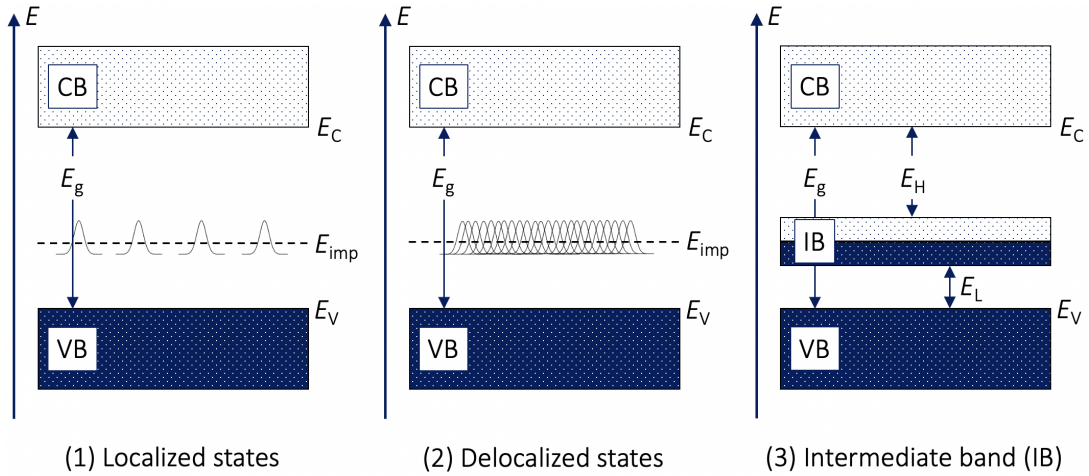 E
CB
E_C
E_g
E_imp
E_V
VB
(1) Localized states
E
CB
E_C
E_g
E_imp
E_V
VB
(2) Delocalized states
E
CB
E_C
E_g
E_H
IB
E_L
E_V
VB
(3) Intermediate band (IB)